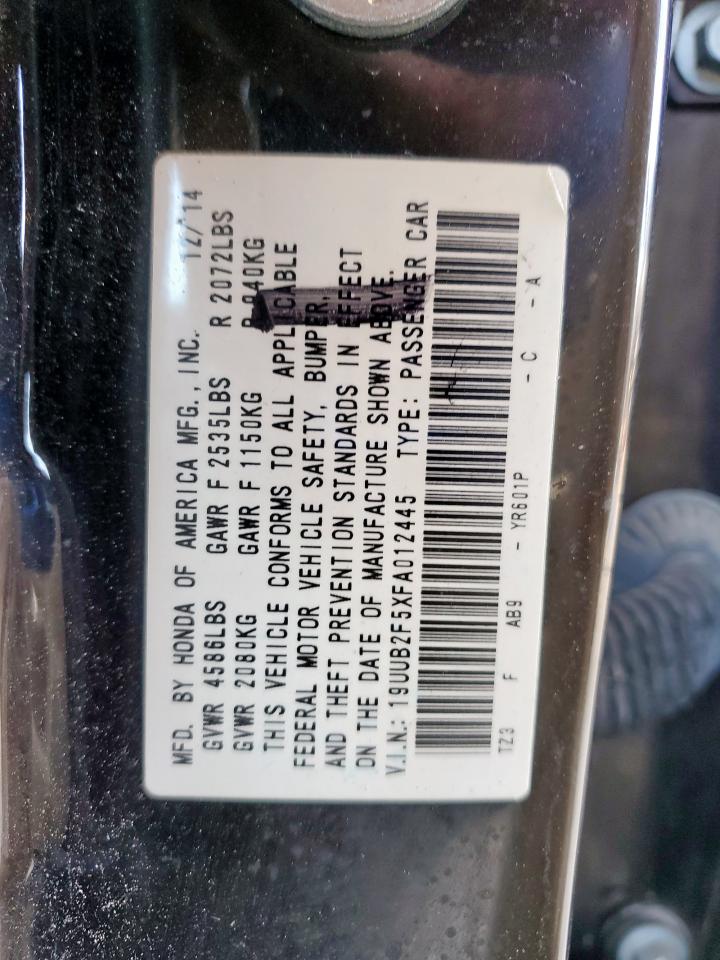 MFD. BY HONDA OF AMERICA MFG., INC. 12/'14
GVWR 4586LBS GAWR F 2535LBS R 2072LBS
GVWR 2080KG GAWR F 1150KG R 940KG
THIS VEHICLE CONFORMS TO ALL APPLICABLE
FEDERAL MOTOR VEHICLE SAFETY, BUMPER,
AND THEFT PREVENTION STANDARDS IN EFFECT
ON THE DATE OF MANUFACTURE SHOWN ABOVE.
V.I.N.: 19UUB2F5XFA012445 TYPE: PASSENGER CAR
TZ3 F AB9 - YR601P - C - A